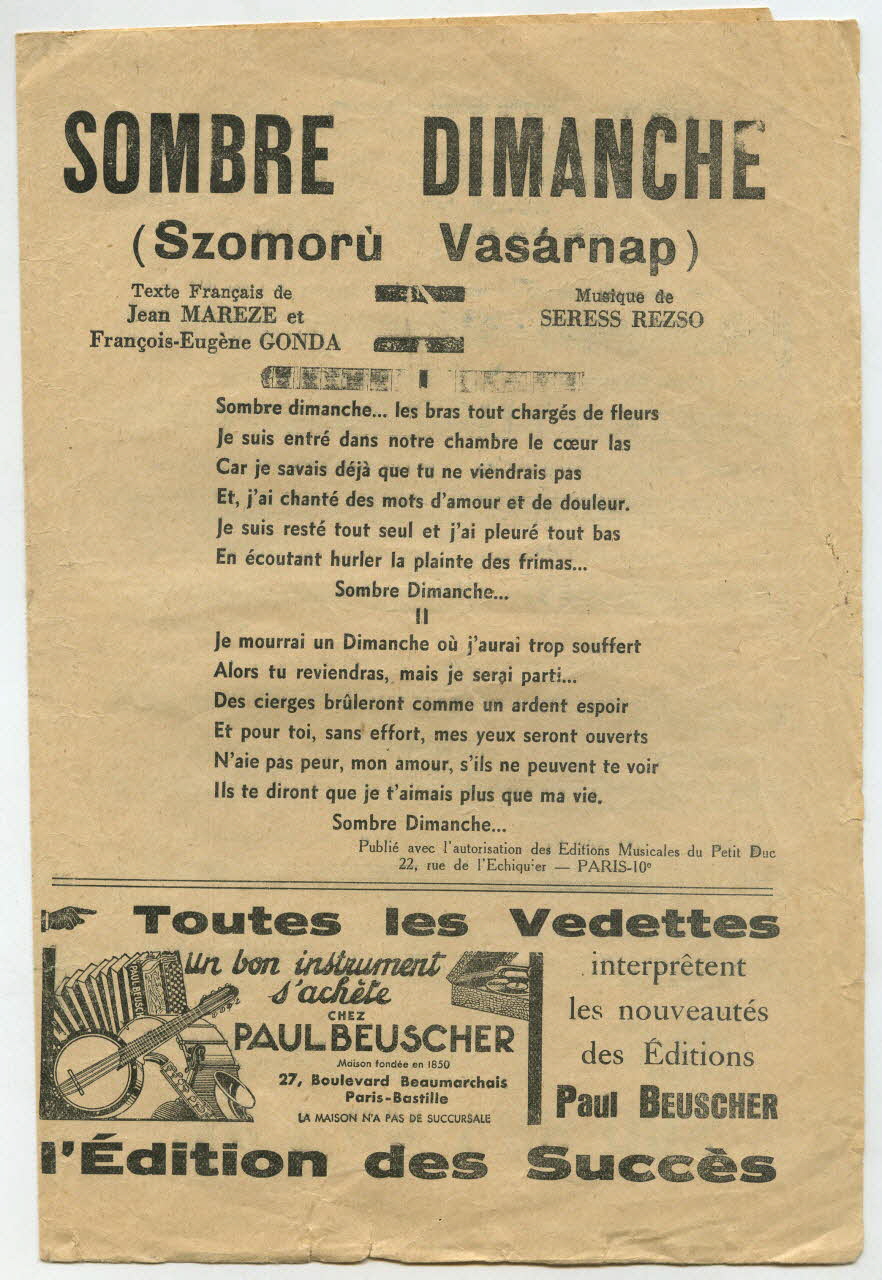 SOMBRE DIMANCHE
(Szomorù Vasárnap)
Texte Français de
Jean MAREZE et
François-Eugène GONDA
Musique de
SERESS REZSO
I
Sombre dimanche... les bras tout chargés de fleurs
Je suis entré dans notre chambre le cœur las
Car je savais déjà que tu ne viendrais pas
Et, j'ai chanté des mots d'amour et de douleur.
Je suis resté tout seul et j'ai pleuré tout bas
En écoutant hurler la plainte des frimas...
Sombre Dimanche...
II
Je mourrai un Dimanche où j'aurai trop souffert
Alors tu reviendras, mais je serai parti...
Des cierges brûleront comme un ardent espoir
Et pour toi, sans effort, mes yeux seront ouverts
N'aie pas peur, mon amour, s'ils ne peuvent te voir
Ils te diront que je t'aimais plus que ma vie.
Sombre Dimanche...
Publié avec l'autorisation des Editions Musicales du Petit Duc
22, rue de l'Echiquier — PARIS-10e
Toutes les Vedettes
PAUL BEUSCHER
un bon instrument
s'achète
CHEZ
PAUL BEUSCHER
Maison fondée en 1850
27, Boulevard Beaumarchais
Paris-Bastille
LA MAISON N'A PAS DE SUCCURSALE
interprêtent
les nouveautés
des Éditions
Paul BEUSCHER
l'Édition des Succès